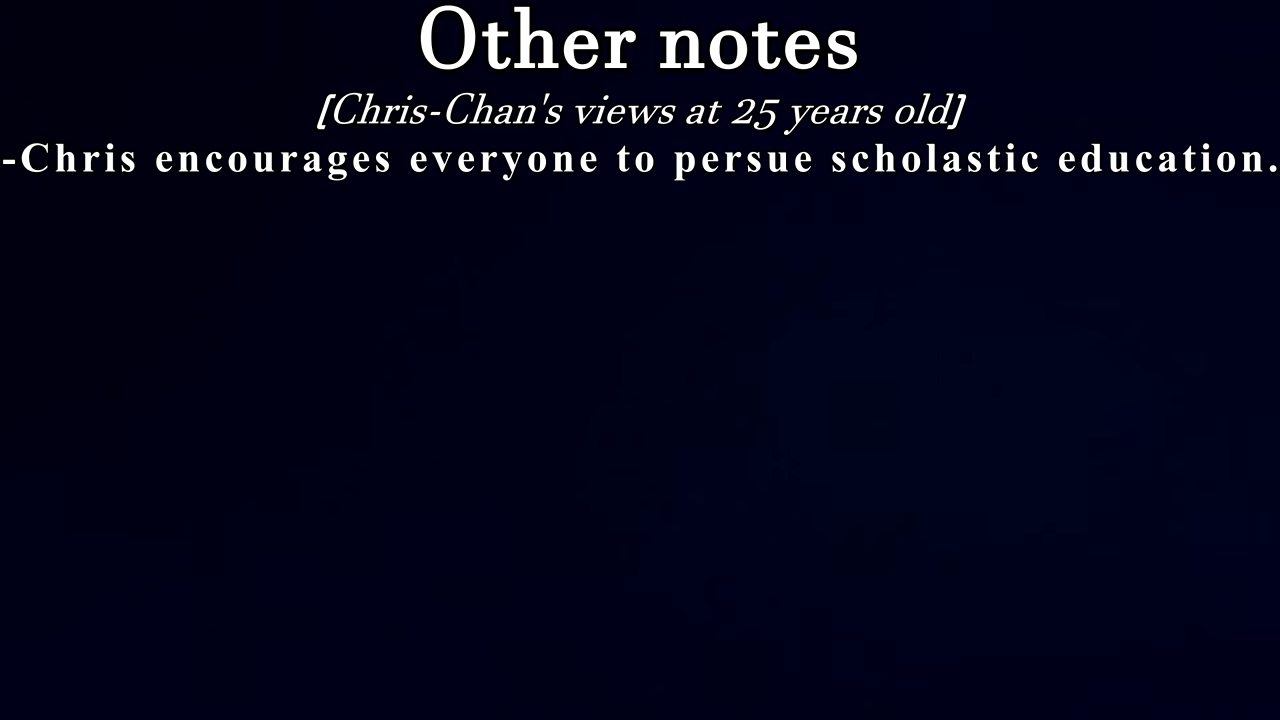 Other notes
[Chris-Chan's views at 25 years old]
-Chris encourages everyone to persue scholastic education.